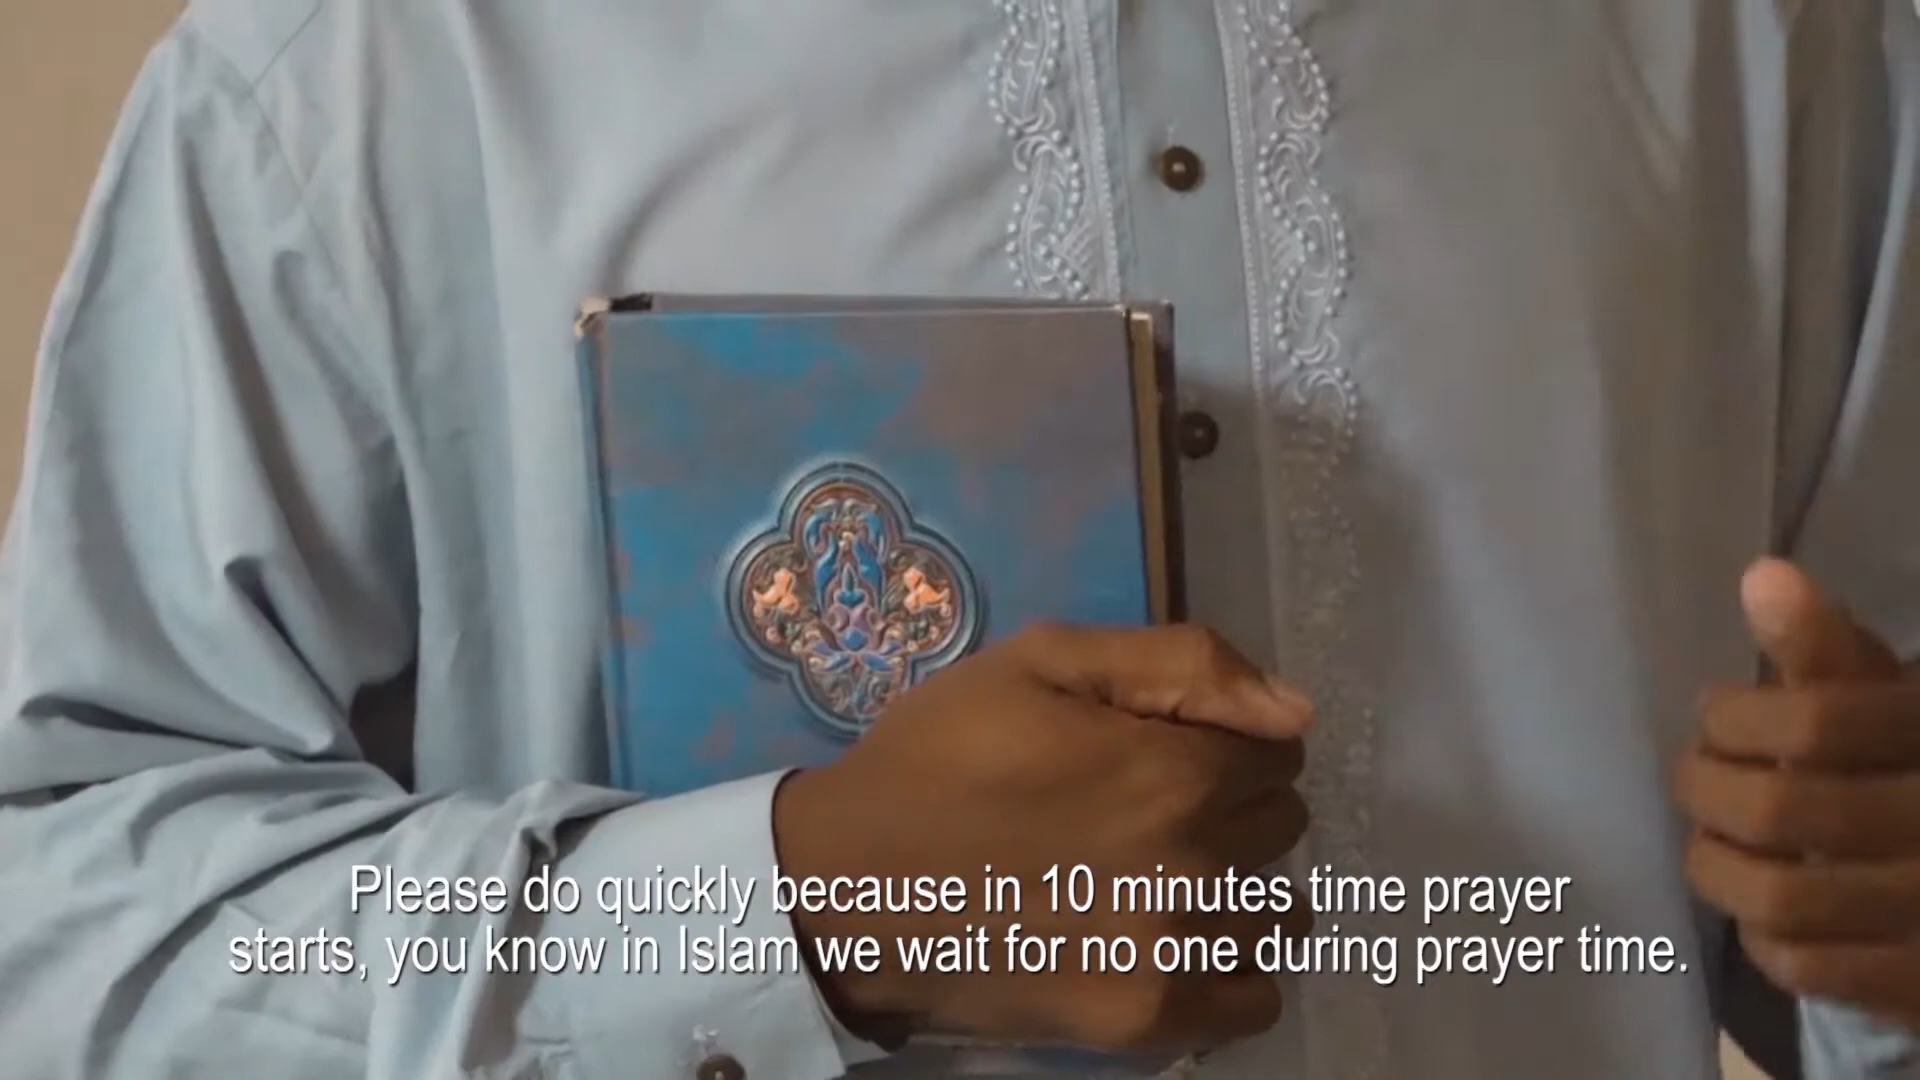 Please do quickly because in 10 minutes time prayer
starts, you know in Islam we wait for no one during prayer time.